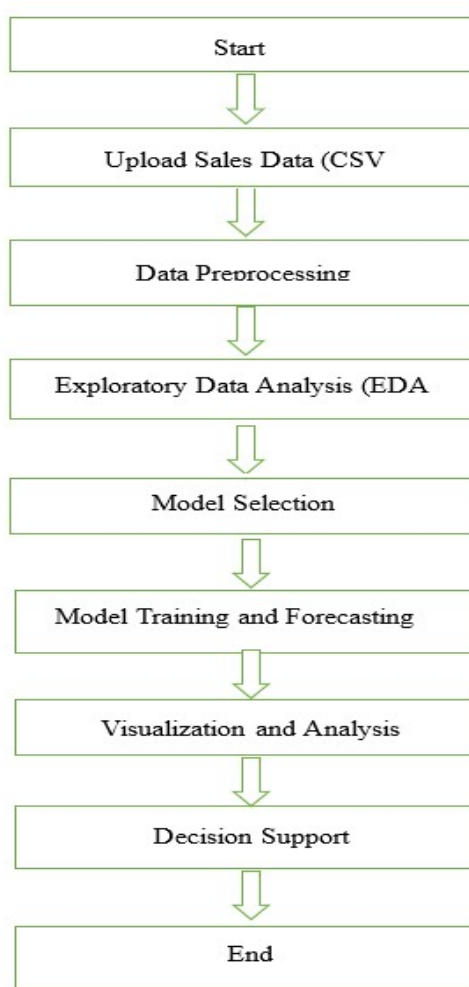 Start
Upload Sales Data (CSV
Data Preprocessing
Exploratory Data Analysis (EDA
Model Selection
Model Training and Forecasting
Visualization and Analysis
Decision Support
End